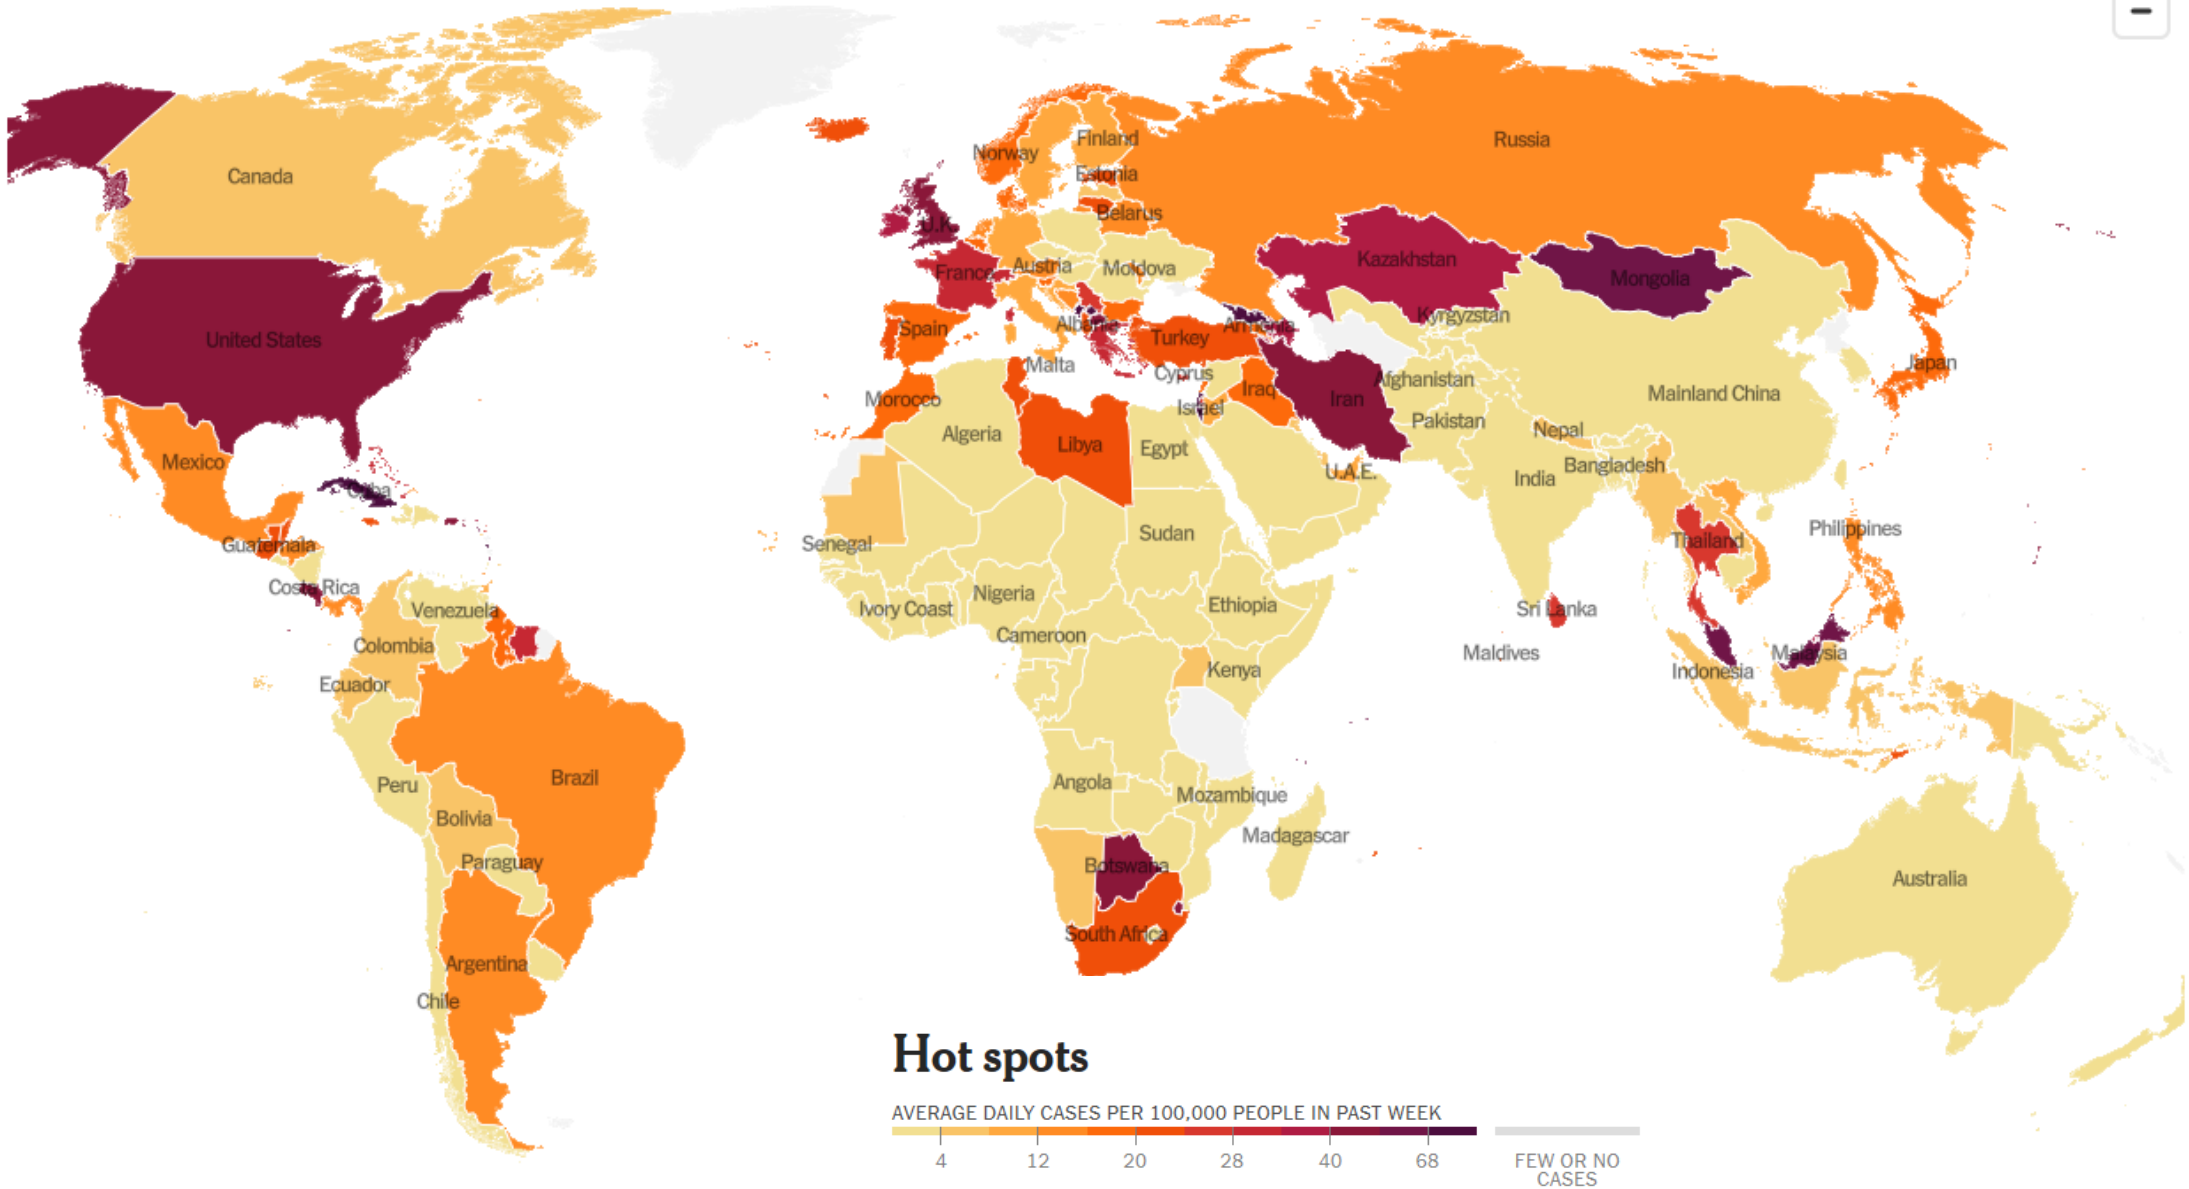 Canada
Finland
Norway
Russia
Estonia
Belarus
U.K.
France
Austria
Moldova
Kazakhstan
Mongolia
United States
Spain
Albania
Armenia
Kyrgyzstan
Turkey
Malta
Cyprus
Japan
Morocco
Israel
Iraq
Iran
Afghanistan
Mainland China
Pakistan
Algeria
Libya
Egypt
Nepal
Mexico
U.A.E.
India
Bangladesh
Cuba
Guatemala
Senegal
Sudan
Thailand
Philippines
Costa Rica
Venezuela
Ivory Coast
Nigeria
Ethiopia
Sri Lanka
Colombia
Cameroon
Maldives
Malaysia
Ecuador
Kenya
Indonesia
Peru
Brazil
Angola
Mozambique
Bolivia
Madagascar
Paraguay
Botswana
Australia
South Africa
Argentina
Chile
Hot spots
AVERAGE DAILY CASES PER 100,000 PEOPLE IN PAST WEEK
4 12 20 28 40 68
FEW OR NO
CASES